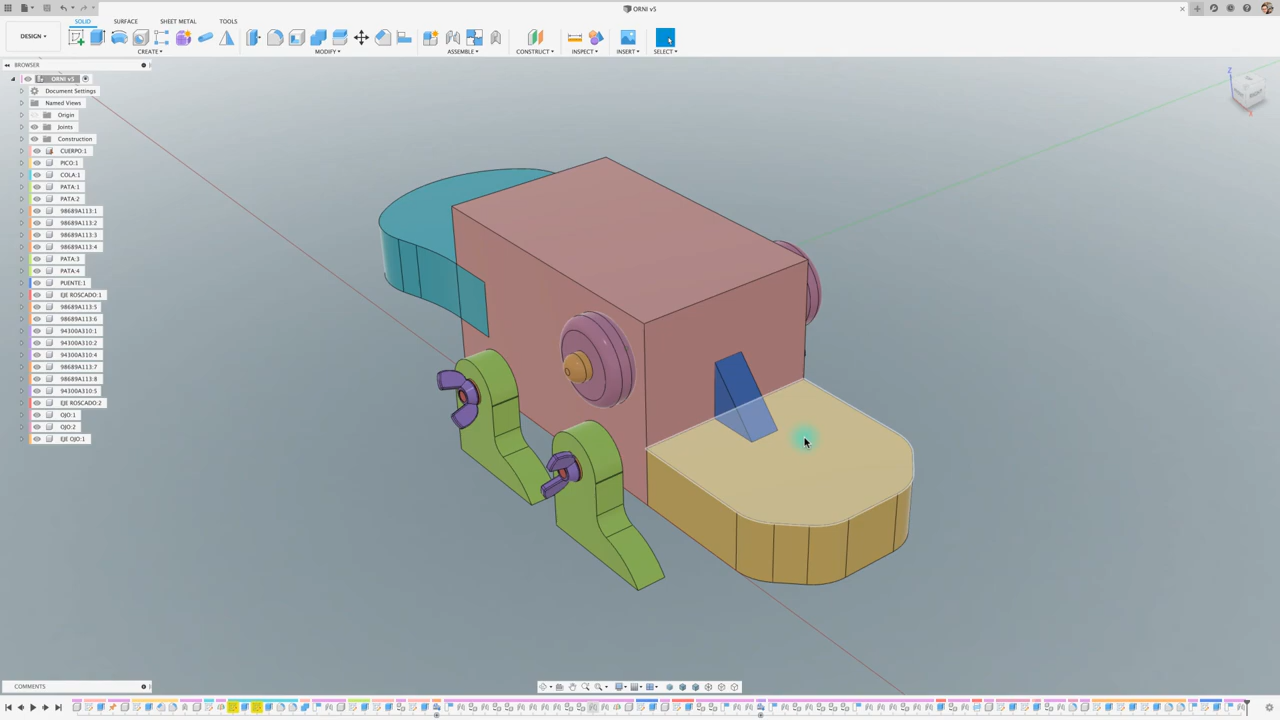 ORNI v5
SOLID SURFACE SHEET METAL TOOLS
DESIGN
CREATE MODIFY ASSEMBLE CONSTRUCT INSPECT INSERT SELECT
BROWSER
ORNI v5
Document Settings
Named Views
Origin
Joints
Construction
CUERPO:1
PICO:1
COLA:1
PATA:1
PATA:2
98689A113:1
98689A113:2
98689A113:3
98689A113:4
PATA:3
PATA:4
PUENTE:1
EJE ROSCADO:1
98689A113:5
98689A113:6
94300A310:1
94300A310:2
94300A310:4
98689A113:7
98689A113:8
94300A310:5
EJE ROSCADO:2
OJO:1
OJO:2
EJE OJO:1
Z
X
COMMENTS